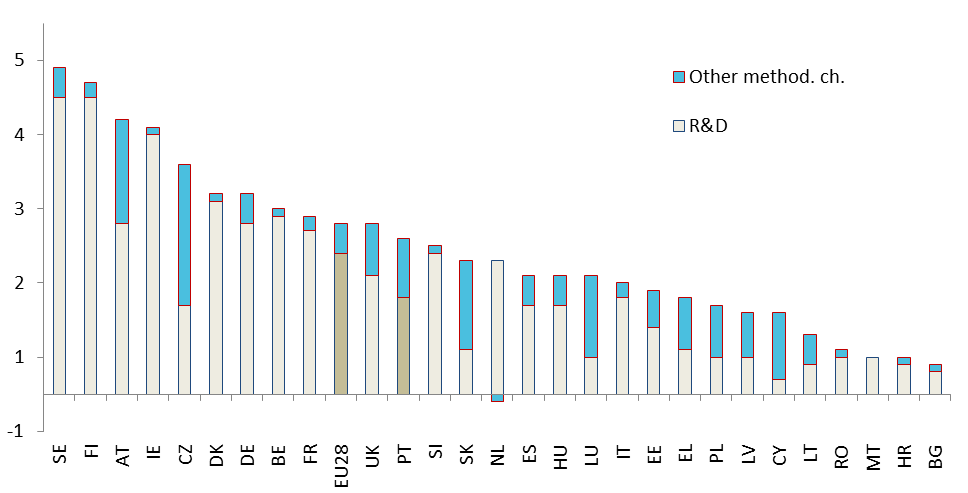 5
4
3
2
1
-1
Other method. ch.
R&D
SE FI AT IE CZ DK DE BE FR EU28 UK PT SI SK NL ES HU LU IT EE EL PL LV CY LT RO MT HR BG